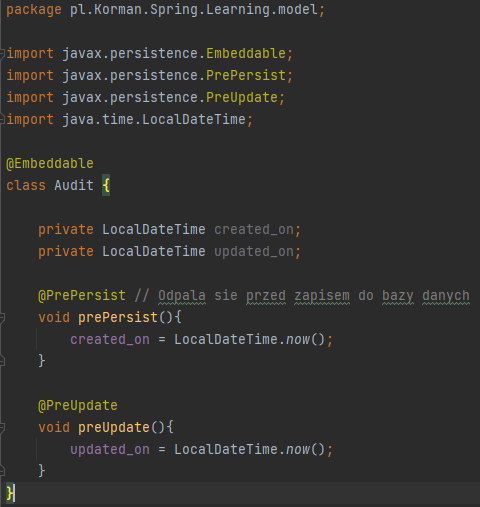 package pl.Korman.Spring.Learning.model;
import javax.persistence.Embeddable;
import javax.persistence.PrePersist;
import javax.persistence.PreUpdate;
import java.time.LocalDateTime;
@Embeddable
class Audit {
private LocalDateTime created_on;
private LocalDateTime updated_on;
@PrePersist // Odpala sie przed zapisem do bazy danych
void prePersist(){
created_on = LocalDateTime.now();
}
@PreUpdate
void preUpdate(){
updated_on = LocalDateTime.now();
}
}